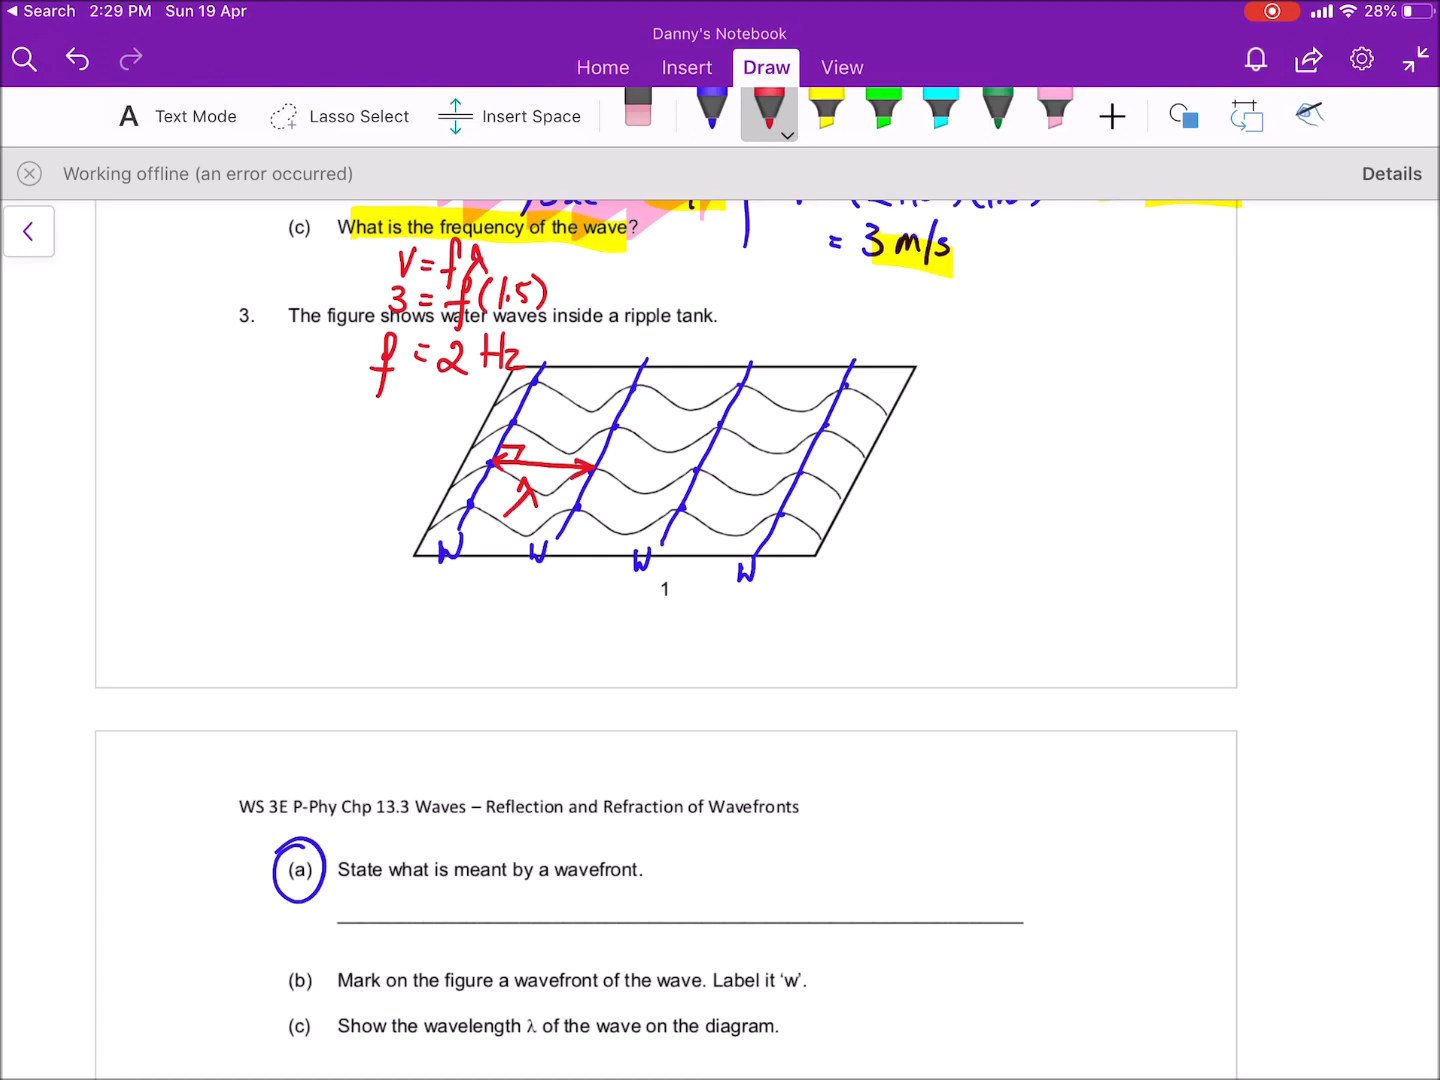 ◀ Search 2:29 PM Sun 19 Apr 28%
Danny's Notebook
Home Insert Draw View
A Text Mode Lasso Select Insert Space
Working offline (an error occurred) Details
(c) What is the frequency of the wave?
= 3 m/s
v = fλ
3 = f(1.5)
3. The figure shows water waves inside a ripple tank.
f = 2 Hz
λ
W W W W
1
WS 3E P-Phy Chp 13.3 Waves – Reflection and Refraction of Wavefronts
(a) State what is meant by a wavefront.
(b) Mark on the figure a wavefront of the wave. Label it ‘w’.
(c) Show the wavelength λ of the wave on the diagram.